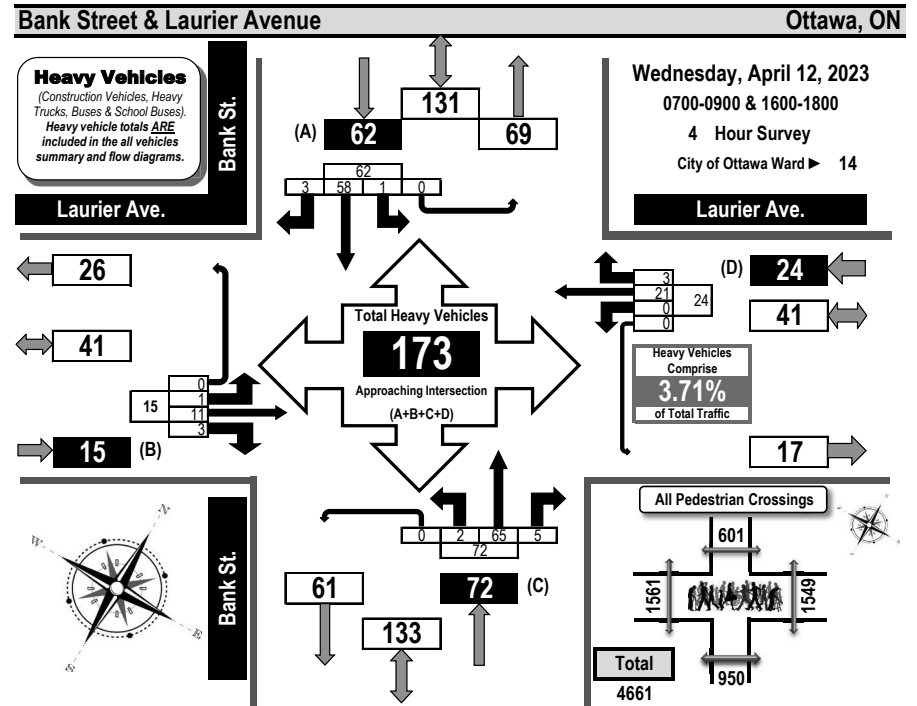 Bank Street & Laurier Avenue
Ottawa, ON
Heavy Vehicles
(Construction Vehicles, Heavy
Trucks, Buses & School Buses).
Heavy vehicle totals ARE
included in the all vehicles
summary and flow diagrams.
Bank St.
Laurier Ave.
131
(A) 62
69
62
3 58 1 0
Wednesday, April 12, 2023
0700-0900 & 1600-1800
4 Hour Survey
City of Ottawa Ward ► 14
Laurier Ave.
26
41
0
1
11
3
15
15 (B)
Total Heavy Vehicles
173
Approaching Intersection
(A+B+C+D)
3
21
0
0
24
(D) 24
41
Heavy Vehicles
Comprise
3.71%
of Total Traffic
17
N
W
E
S
Bank St.
0 2 65 5
72
61
72 (C)
133
All Pedestrian Crossings
601
1561
1549
950
Total
4661